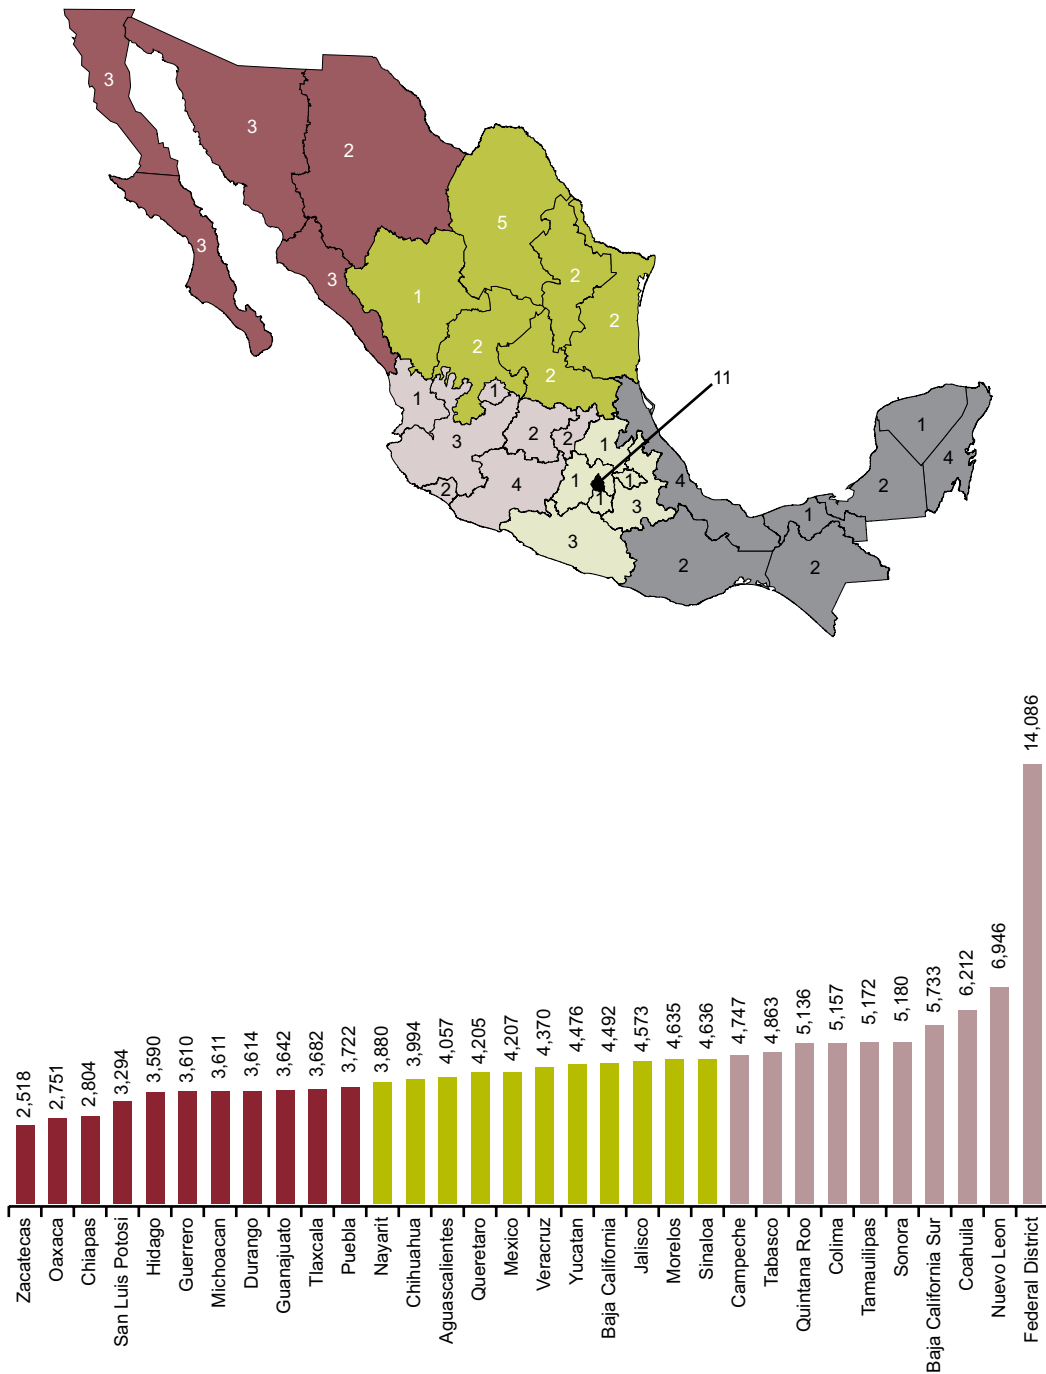 3
3
2
5
3
3
2
1
2
2
2
11
1
1
3
2
2
1
1
4
2
4
1
1
4
2
1
3
1
3
2
2
14,086
6,946
6,212
5,733
5,180
5,172
5,157
5,136
4,863
4,747
4,636
4,635
4,573
4,492
4,476
4,370
4,207
4,205
4,057
3,994
3,880
3,722
3,682
3,642
3,614
3,611
3,610
3,590
3,294
2,804
2,751
2,518
Zacatecas
Oaxaca
Chiapas
San Luis Potosi
Hidago
Guerrero
Michoacan
Durango
Guanajuato
Tlaxcala
Puebla
Nayarit
Chihuahua
Aguascalientes
Queretaro
Mexico
Veracruz
Yucatan
Baja California
Jalisco
Morelos
Sinaloa
Campeche
Tabasco
Quintana Roo
Colima
Tamauilipas
Sonora
Baja California Sur
Coahuila
Nuevo Leon
Federal District